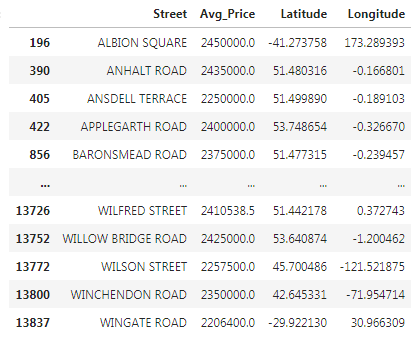 Street Avg_Price Latitude Longitude
196 ALBION SQUARE 2450000.0 -41.273758 173.289393
390 ANHALT ROAD 2435000.0 51.480316 -0.166801
405 ANSDELL TERRACE 2250000.0 51.499890 -0.189103
422 APPLEGARTH ROAD 2400000.0 53.748654 -0.326670
856 BARONSMEAD ROAD 2375000.0 51.477315 -0.239457
... ... ... ... ...
13726 WILFRED STREET 2410538.5 51.442178 0.372743
13752 WILLOW BRIDGE ROAD 2425000.0 53.640874 -1.200462
13772 WILSON STREET 2257500.0 45.700486 -121.521875
13800 WINCHENDON ROAD 2350000.0 42.645331 -71.954714
13837 WINGATE ROAD 2206400.0 -29.922130 30.966309